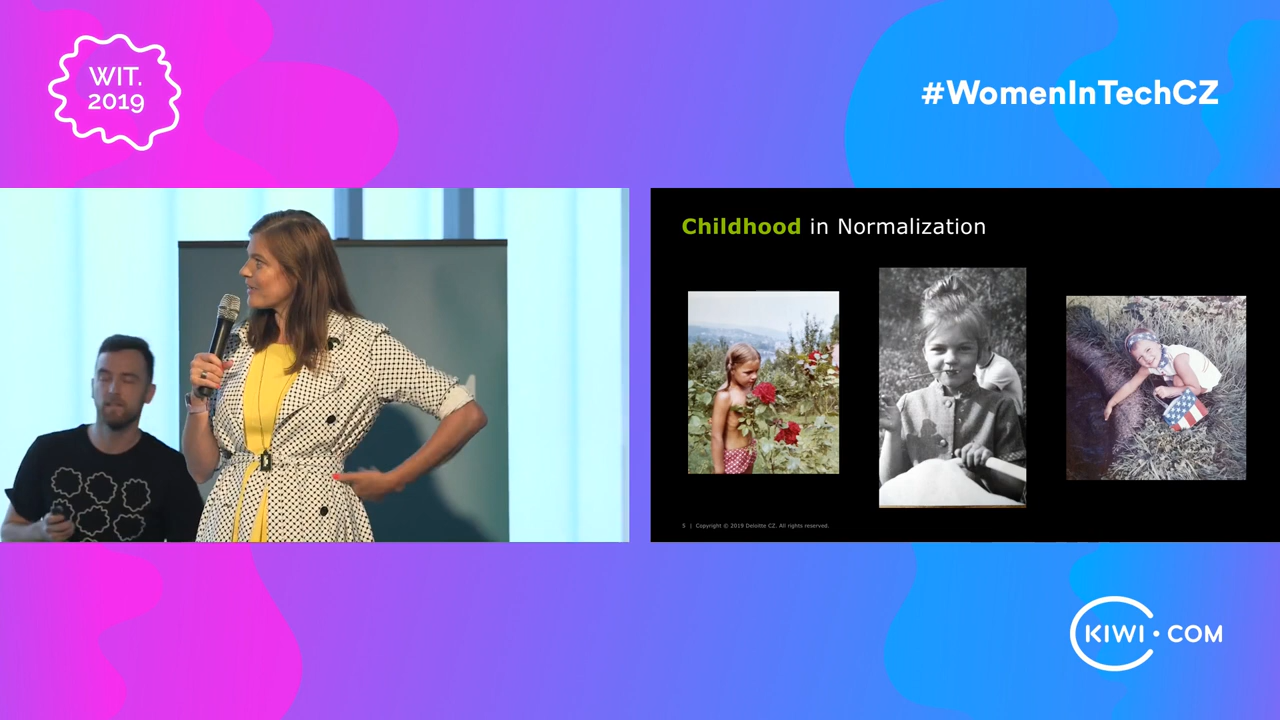 WIT.
2019
#WomenInTechCZ
Childhood in Normalization
5 | Copyright © 2019 Deloitte CZ. All rights reserved.
KIWI.COM